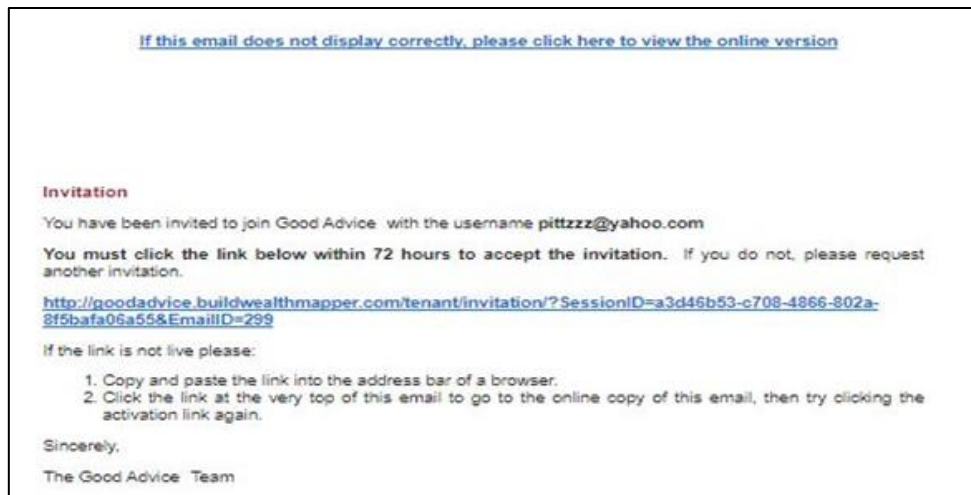 If this email does not display correctly, please click here to view the online version
Invitation
You have been invited to join Good Advice with the username pittzzz@yahoo.com
You must click the link below within 72 hours to accept the invitation. If you do not, please request
another invitation.
http://goodadvice.buildwealthmapper.com/tenant/invitation/?SessionID=a3d46b53-c708-4866-802a-
8f5bafa06a55&EmailID=299
If the link is not live please:
1. Copy and paste the link into the address bar of a browser.
2. Click the link at the very top of this email to go to the online copy of this email, then try clicking the
activation link again.
Sincerely,
The Good Advice Team